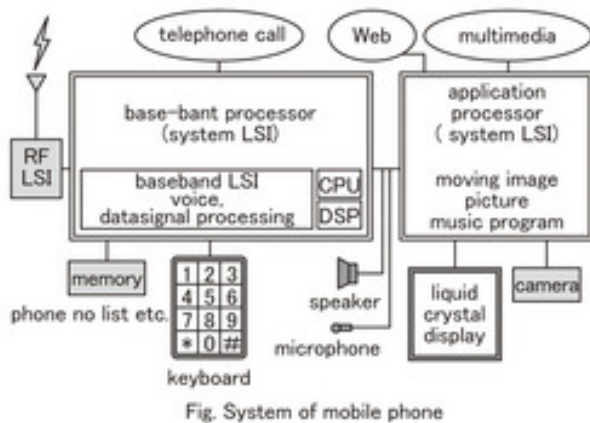 telephone call
Web
multimedia
base-bant processor
(system LSI)
application
processor
( system LSI)
RF
LSI
baseband LSI
voice,
datasignal processing
CPU
DSP
moving image
picture
music program
memory
phone no list etc.
1 2 3
4 5 6
7 8 9
* 0 #
keyboard
speaker
microphone
liquid
crystal
display
camera
Fig. System of mobile phone